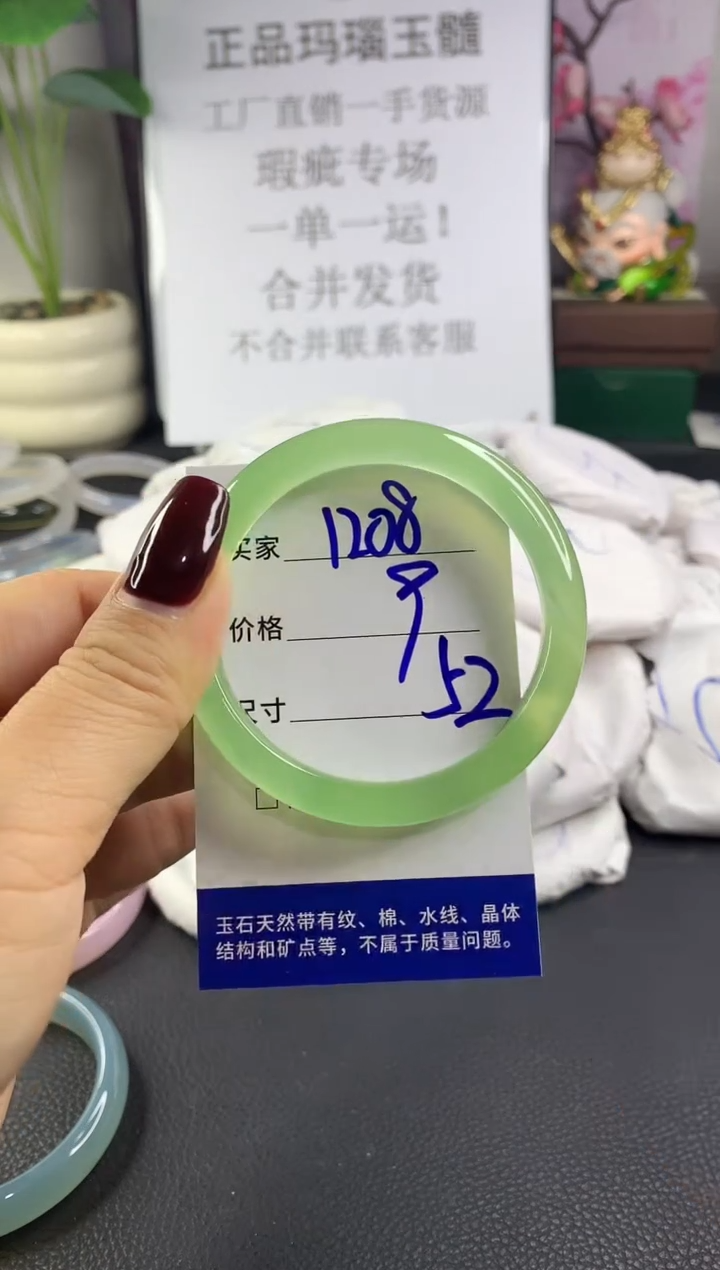 正品玛瑙玉髓
工厂直销一手货源
瑕疵专场
一单一运！
合并发货
不合并联系客服
买家 1208
价格
尺寸 52
玉石天然带有纹、棉、水线、晶体
结构和矿点等，不属于质量问题。